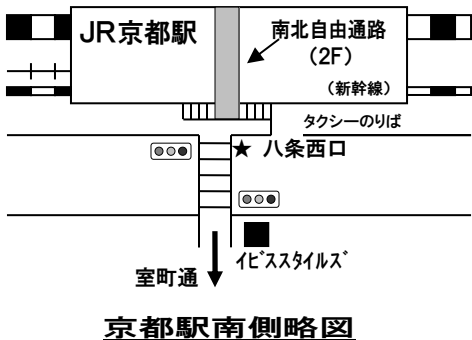 JR京都駅
南北自由通路
(2F)
(新幹線)
タクシーのりば
★ 八条西口
イビススタイルズ
室町通
京都駅南側略図